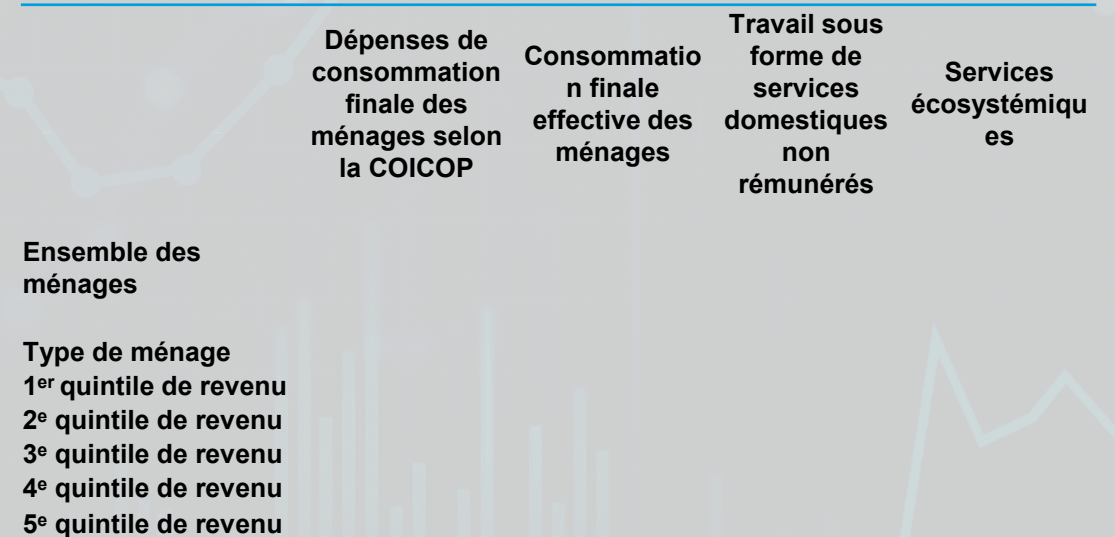 Dépenses de
consommation
finale des
ménages selon
la COICOP
Consommatio
n finale
effective des
ménages
Travail sous
forme de
services
domestiques
non
rémunérés
Services
écosystémiqu
es
Ensemble des
ménages
Type de ménage
1er quintile de revenu
2e quintile de revenu
3e quintile de revenu
4e quintile de revenu
5e quintile de revenu